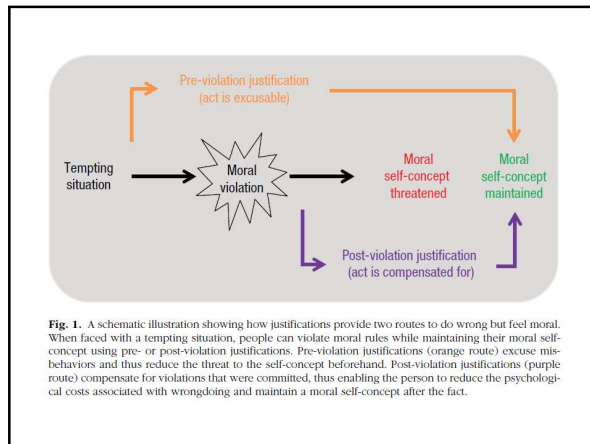 Pre-violation justification
(act is excusable)
Tempting
situation
Moral
violation
Moral
self-concept
threatened
Moral
self-concept
maintained
Post-violation justification
(act is compensated for)
Fig. 1. A schematic illustration showing how justifications provide two routes to do wrong but feel moral.
When faced with a tempting situation, people can violate moral rules while maintaining their moral self-
concept using pre- or post-violation justifications. Pre-violation justifications (orange route) excuse mis-
behaviors and thus reduce the threat to the self-concept beforehand. Post-violation justifications (purple
route) compensate for violations that were committed, thus enabling the person to reduce the psychologi-
cal costs associated with wrongdoing and maintain a moral self-concept after the fact.